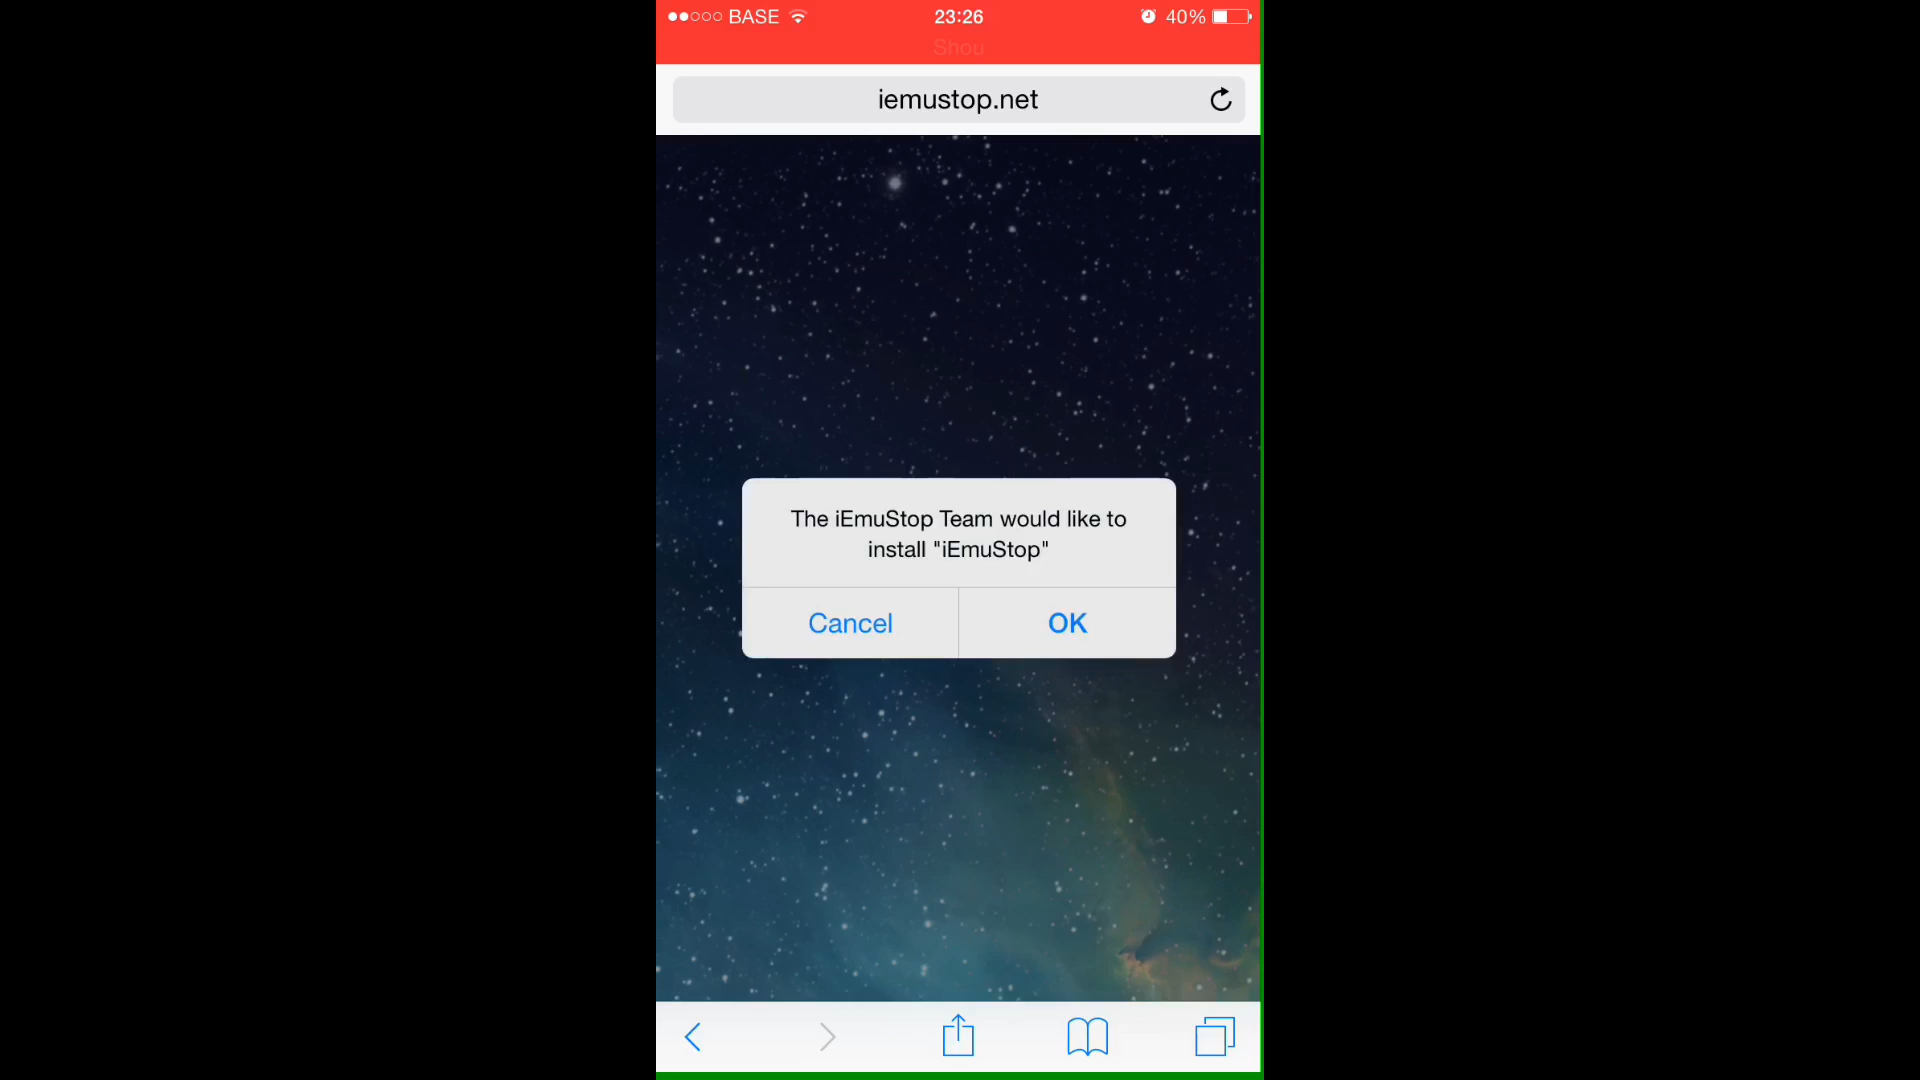 BASE 23:26 40%
Shou
iemustop.net
The iEmuStop Team would like to
install "iEmuStop"
Cancel OK